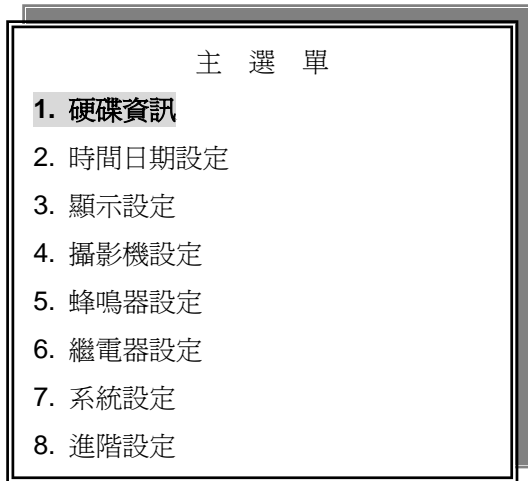 主 選 單
1. 硬碟資訊
2. 時間日期設定
3. 顯示設定
4. 攝影機設定
5. 蜂鳴器設定
6. 繼電器設定
7. 系統設定
8. 進階設定